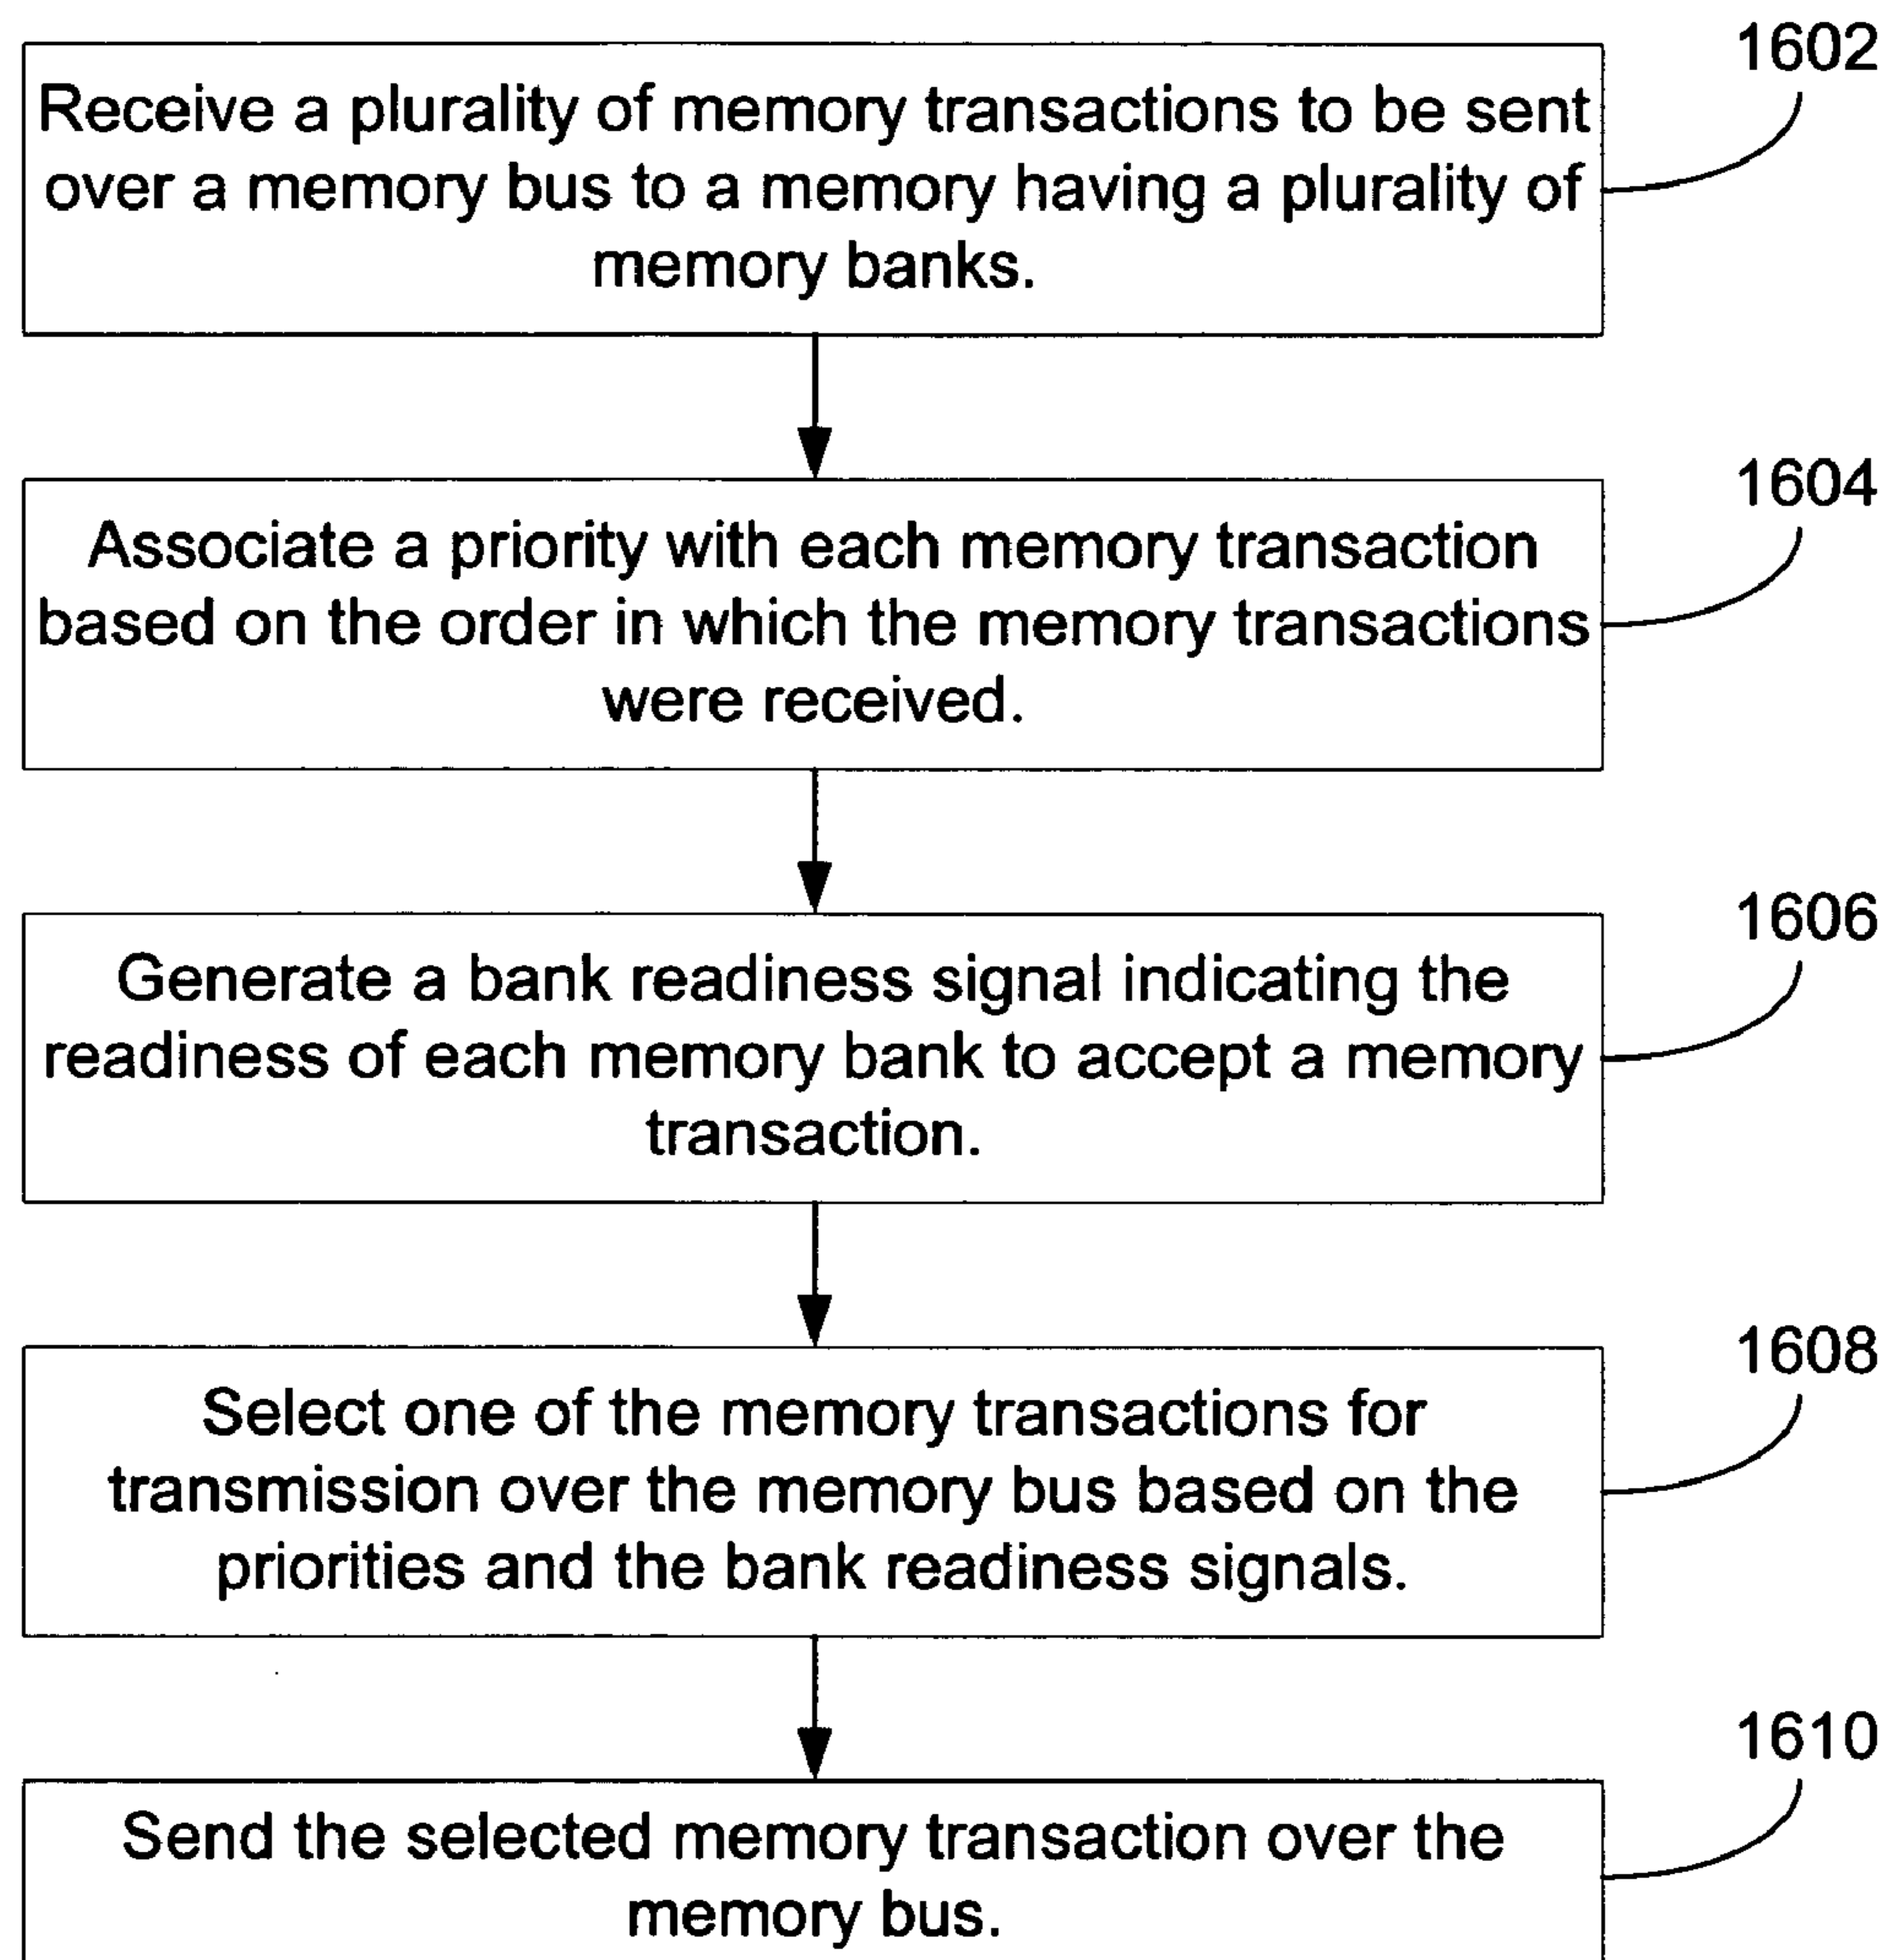 1602
Receive a plurality of memory transactions to be sent
over a memory bus to a memory having a plurality of
memory banks.
1604
Associate a priority with each memory transaction
based on the order in which the memory transactions
were received.
1606
Generate a bank readiness signal indicating the
readiness of each memory bank to accept a memory
transaction.
1608
Select one of the memory transactions for
transmission over the memory bus based on the
priorities and the bank readiness signals.
1610
Send the selected memory transaction over the
memory bus.